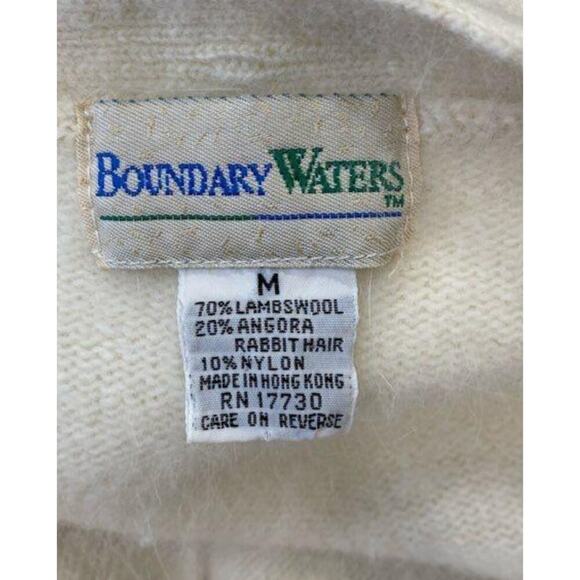 BOUNDARY WATERS
TM
M
70% LAMBSWOOL
20% ANGORA
RABBIT HAIR
10% NYLON
MADE IN HONG KONG
RN 17730
CARE ON REVERSE